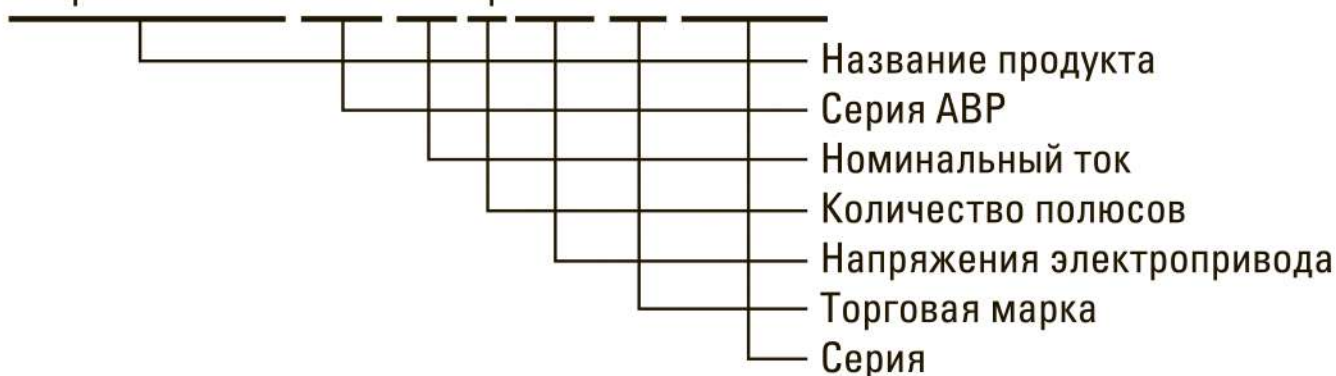 Название продукта
Серия АВР
Номинальный ток
Количество полюсов
Напряжения электропривода
Торговая марка
Серия